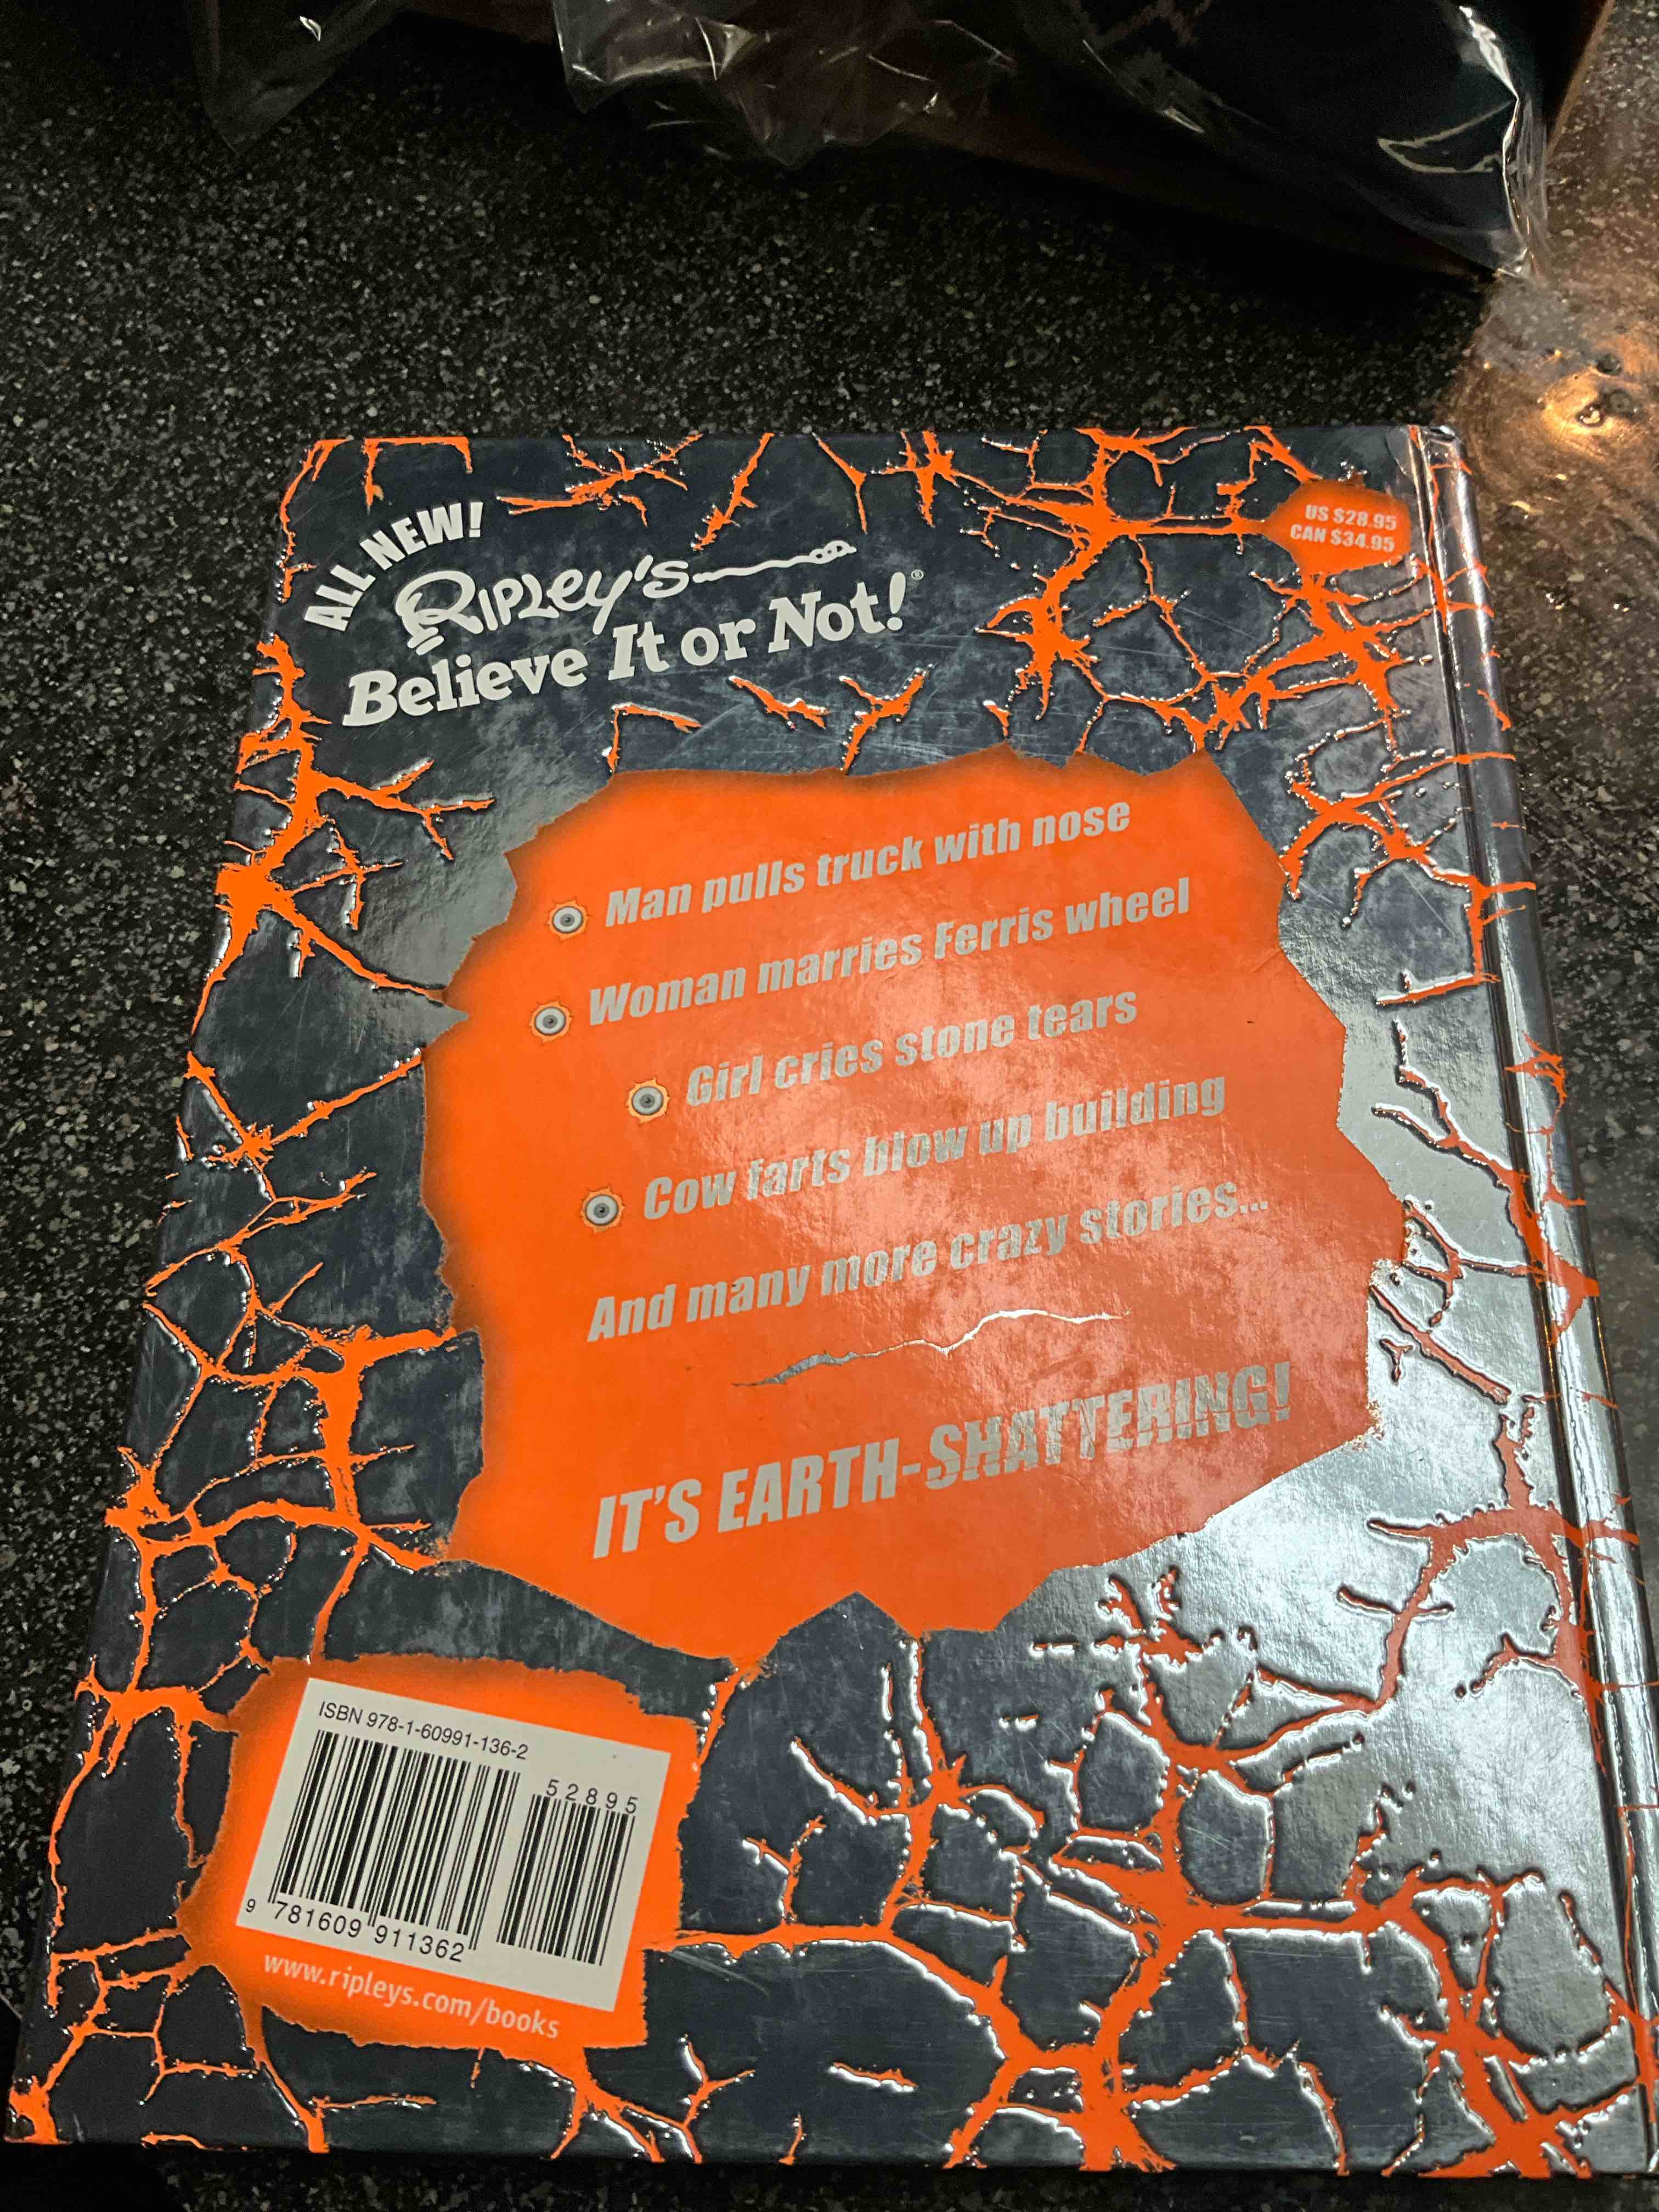 ALL NEW!
RIPLEY'S
Believe It or Not!®
US $28.95
CAN $34.95
Man pulls truck with nose
Woman marries Ferris wheel
Girl cries stone tears
Cow farts blow up building
And many more crazy stories...
IT'S EARTH-SHATTERING!
ISBN 978-1-60991-136-2
52895
9 781609 911362
www.ripleys.com/books